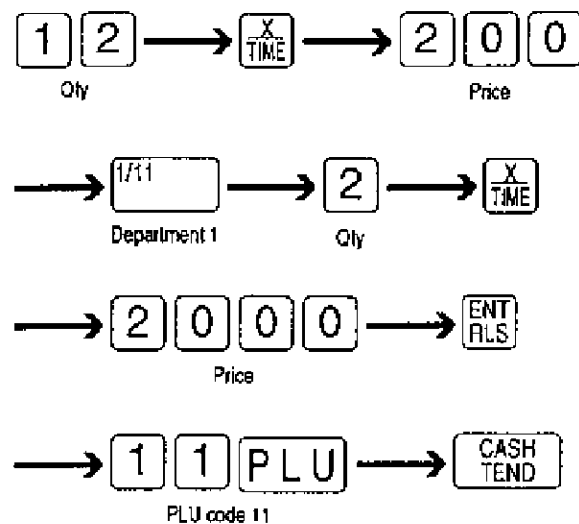 1 2 X/TIME 2 0 0
Qty Price
1/11 2 X/TIME
Department 1 Qty
2 0 0 0 ENT RLS
Price
1 1 PLU CASH TEND
PLU code 11